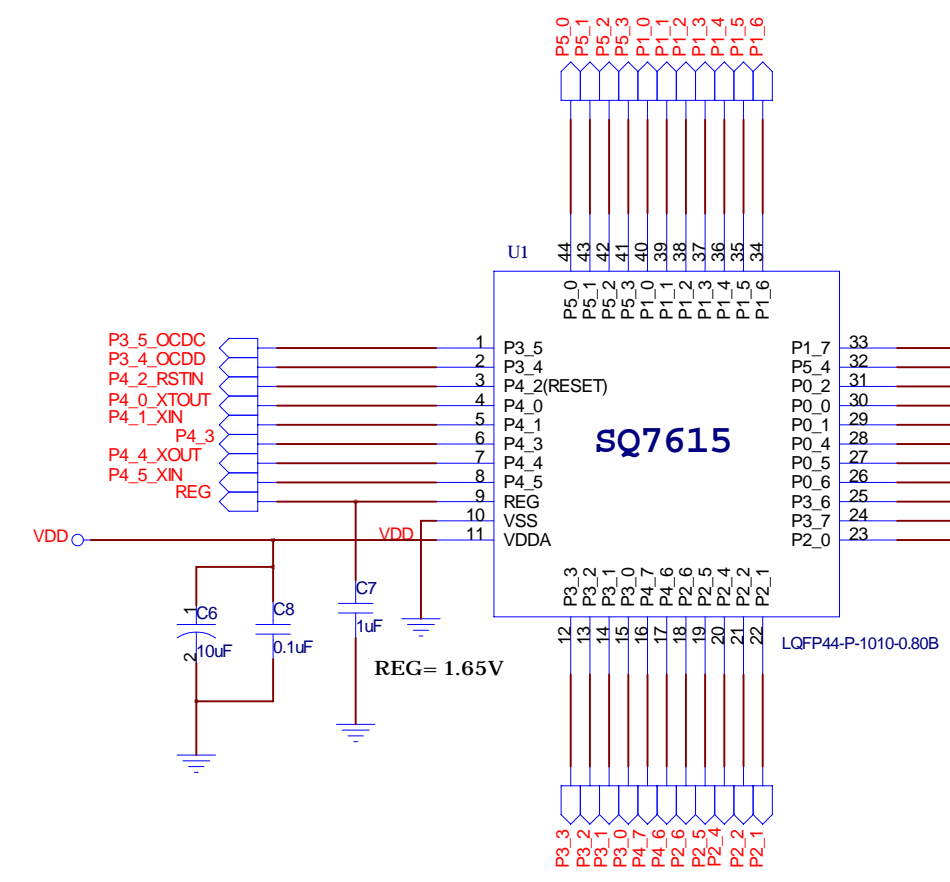 P5_0
P5_1
P5_2
P5_3
P1_0
P1_1
P1_2
P1_3
P1_4
P1_5
P1_6
U1
44
43
42
41
40
39
38
37
36
35
34
P5_0
P5_1
P5_2
P5_3
P1_0
P1_1
P1_2
P1_3
P1_4
P1_5
P1_6
P3_5_OCDC
1
P3_5
P3_4_OCDD
2
P3_4
P4_2_RSTIN
3
P4_2(RESET)
P4_0_XTOUT
4
P4_0
P4_1_XIN
5
P4_1
P4_3
6
P4_3
P4_4_XOUT
7
P4_4
P4_5_XIN
8
P4_5
REG
9
REG
10
VSS
VDD
VDD
11
VDDA
SQ7615
P1_7
33
P5_4
32
P0_2
31
P0_0
30
P0_1
29
P0_4
28
P0_5
27
P0_6
26
P3_6
25
P3_7
24
P2_0
23
P3_3
P3_2
P3_1
P3_0
P4_7
P4_6
P2_6
P2_5
P2_4
P2_2
P2_1
12
13
14
15
16
17
18
19
20
21
22
LQFP44-P-1010-0.80B
1
C6
2
10uF
C8
0.1uF
C7
1uF
REG= 1.65V
P3_3
P3_2
P3_1
P3_0
P4_7
P4_6
P2_6
P2_5
P2_4
P2_2
P2_1